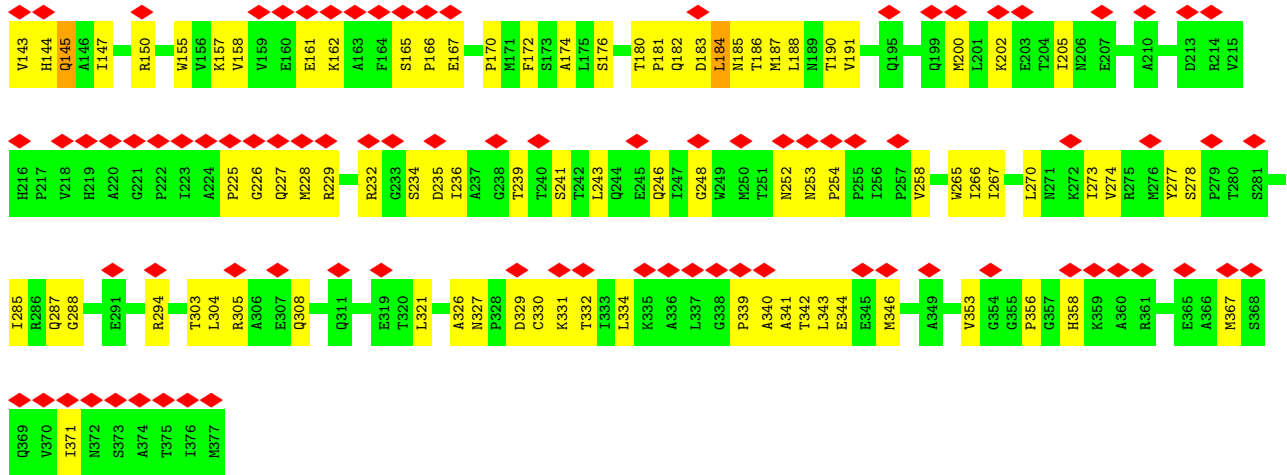 V143 H144 Q145 A146 I147 R150 W155 V156 K157 V158 V159 E160 E161 K162 A163 F164 S165 P166 E167 P170 M171 F172 S173 A174 L175 S176 T180 P181 Q182 D183 L184 N185 T186 M187 L188 N189 T190 V191 Q195 Q199 M200 L201 K202 E203 T204 I205 N206 E207 A210 D213 R214 V215
H216 P217 V218 H219 A220 G221 P222 I223 A224 P225 G226 Q227 M228 R229 R232 G233 S234 D235 I236 A237 G238 T239 T240 S241 T242 L243 Q244 E245 Q246 I247 G248 W249 M250 T251 N252 N253 P254 P255 I256 P257 V258 W265 I266 I267 L270 N271 K272 I273 V274 R275 M276 Y277 S278 P279 T280 S281
I285 R286 Q287 G288 E291 R294 T303 L304 R305 A306 E307 Q308 Q311 E319 T320 L321 A326 N327 P328 D329 C330 K331 T332 I333 L334 K335 A336 L337 G338 P339 A340 A341 T342 L343 E344 E345 M346 A349 V353 G354 G355 P356 G357 H358 K359 A360 R361 E365 A366 M367 S368
Q369 V370 I371 N372 S373 A374 T375 I376 M377